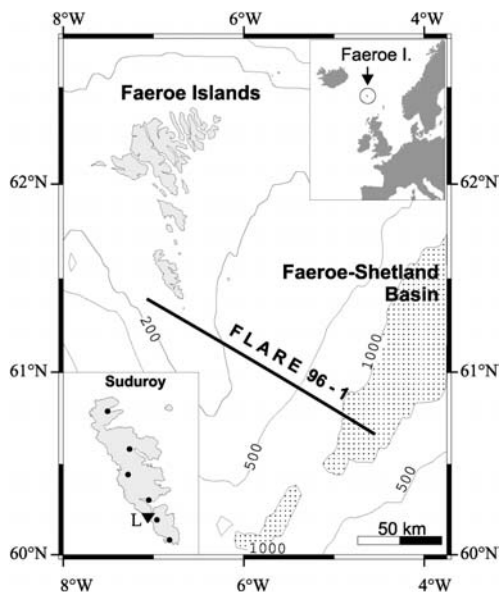 8°W
6°W
4°W
Faeroe I.
Faeroe Islands
62°N
62°N
Faeroe-Shetland
Basin
200
1000
FLARE 96-1
61°N
61°N
Suduroy
500
500
L
50 km
60°N
1000
60°N
8°W
6°W
4°W